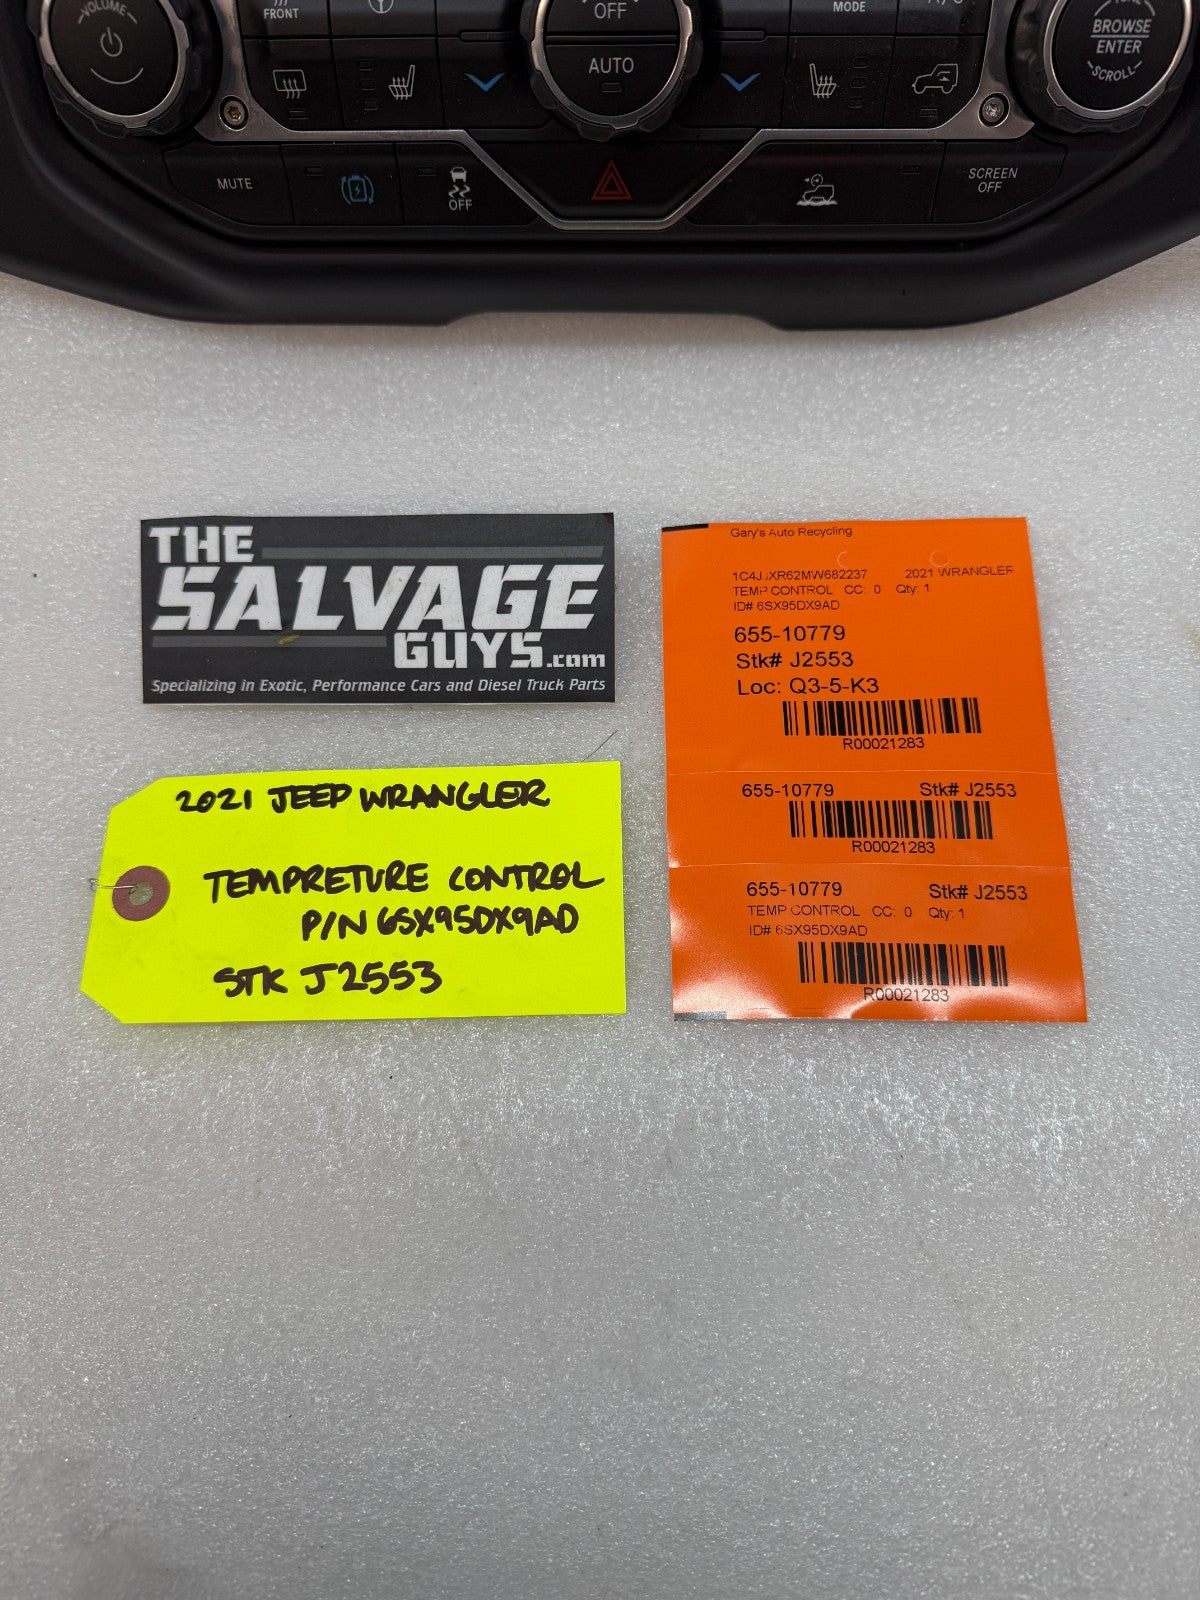 VOLUME
FRONT
OFF
MODE
BROWSE
ENTER
SCROLL
AUTO
MUTE
OFF
SCREEN
OFF
THE
SALVAGE
GUYS.com
Specializing in Exotic, Performance Cars and Diesel Truck Parts
Gary's Auto Recycling
2021 WRANGLER
TEMP CONTROL CC: 0 Qty: 1
ID# 6SX95DX9AD
655-10779
Stk# J2553
Loc: Q3-5-K3
R00021283
655-10779 Stk# J2553
R00021283
655-10779 Stk# J2553
TEMP CONTROL CC: 0 Qty: 1
ID# 6SX95DX9AD
R00021283
2021 JEEP WRANGLER
TEMPRETURE CONTROL
P/N 6SX95DX9AD
STK J2553